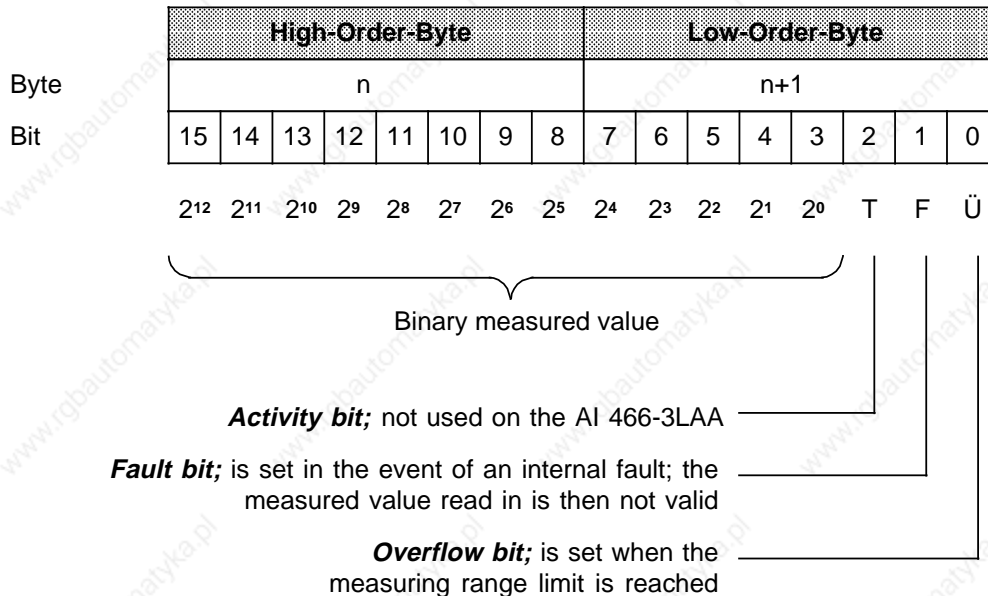 High-Order-Byte Low-Order-Byte
Byte n n+1
Bit 15 14 13 12 11 10 9 8 7 6 5 4 3 2 1 0
2¹² 2¹¹ 2¹⁰ 2⁹ 2⁸ 2⁷ 2⁶ 2⁵ 2⁴ 2³ 2² 2¹ 2⁰ T F Ü
Binary measured value
Activity bit; not used on the AI 466-3LAA
Fault bit; is set in the event of an internal fault; the
measured value read in is then not valid
Overflow bit; is set when the
measuring range limit is reached
www.rgbautomatyka.pl